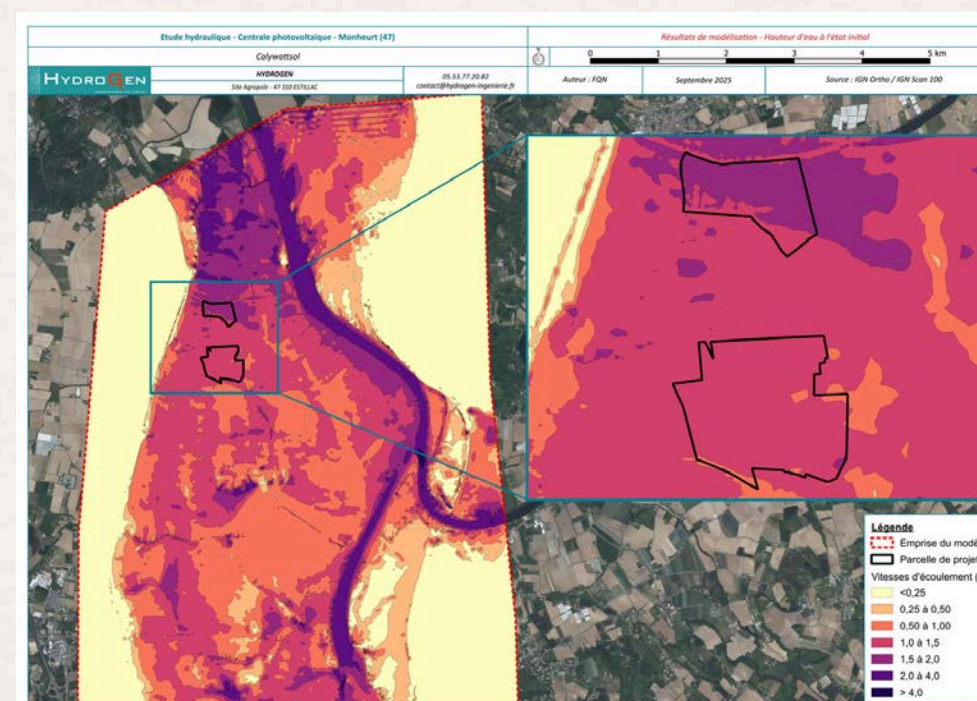 Etude hydraulique - Centrale photovoltaïque - Monheurt (47)
Calywattsol
HYDROGEN
HYDROGEN
Site Agropole - 47 310 ESTILLAC
05.53.77.20.82
contact@hydrogen-ingenierie.fr
Résultats de modélisation - Hauteur d'eau à l'état initial
0 1 2 3 4 5 km
Auteur : FQN
Septembre 2025
Source : IGN Ortho / IGN Scan 100
Légende
Emprise du modè
Parcelle de projet
Vitesses d'écoulement (
<0,25
0,25 à 0,50
0,50 à 1,00
1,0 à 1,5
1,5 à 2,0
2,0 à 4,0
> 4,0